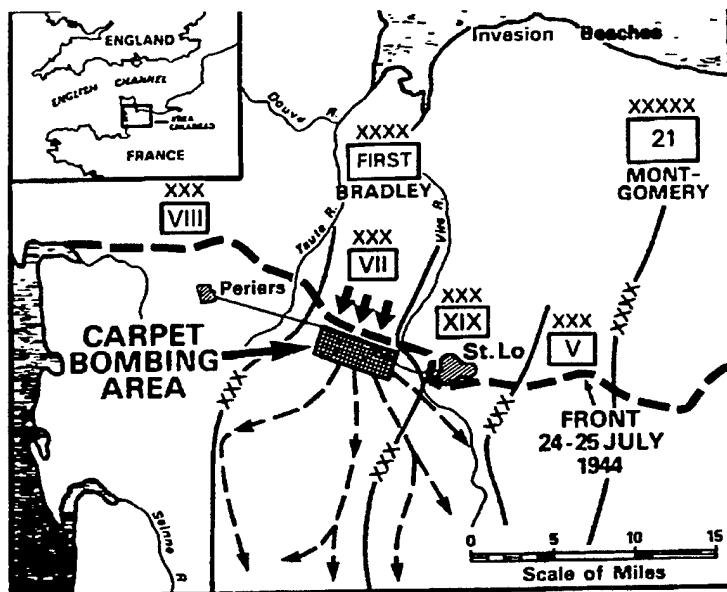 ENGLAND
ENGLISH CHANNEL
FRANCE
Invasion Beaches
Douve R.
XXXX
FIRST
BRADLEY
XXXXX
21
MONT-
GOMERY
XXX
VIII
Taute R.
Vire R.
XXX
VII
Periers
XXX
XIX
St. Lo
XXX
V
XXXX
CARPET
BOMBING
AREA
XXX
XXX
XXX
FRONT
24-25 JULY
1944
Seinne R
0 5 10 15
Scale of Miles